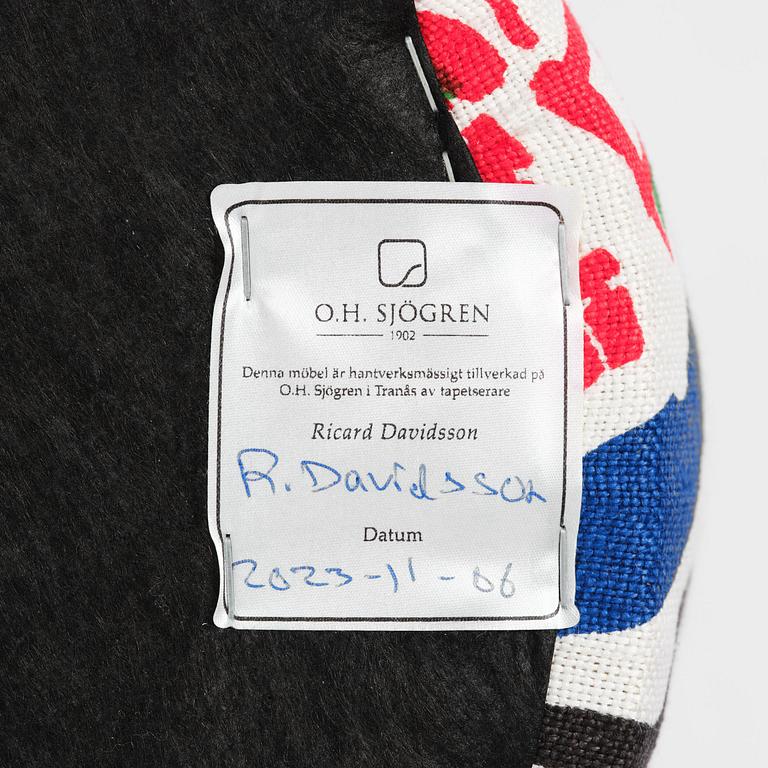 O.H. SJÖGREN
1902
Denna möbel är hantverksmässigt tillverkad på
O.H. Sjögren i Tranås av tapetserare
Ricard Davidsson
R. Davidsson
Datum
2023-11-06